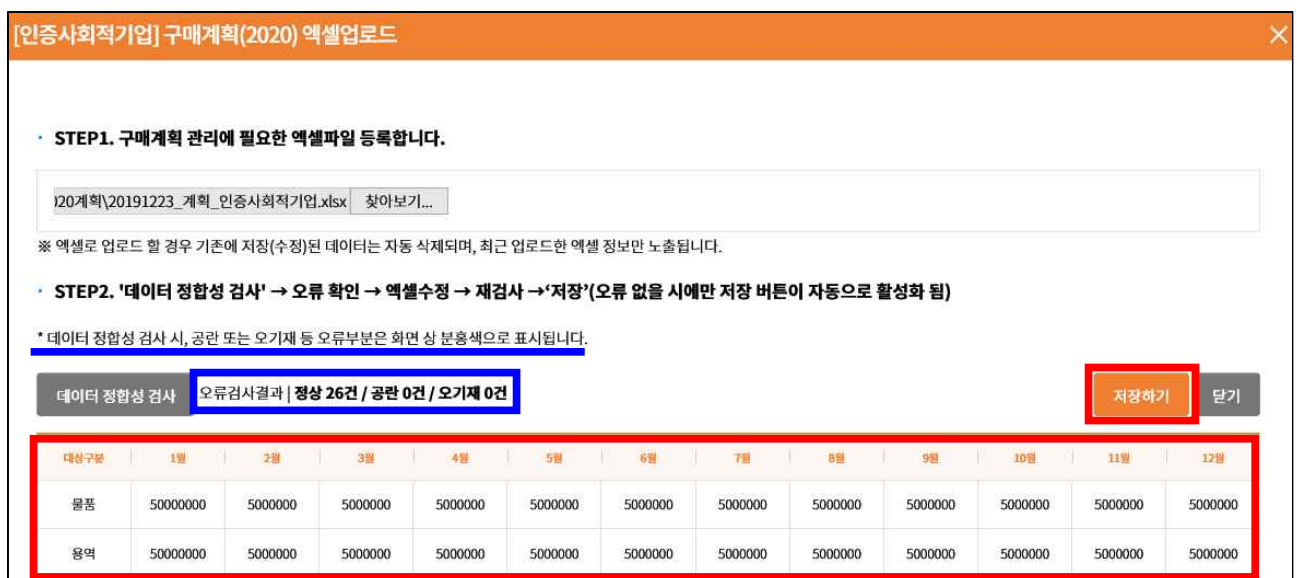 [인증사회적기업] 구매계획(2020) 엑셀업로드
· STEP1. 구매계획 관리에 필요한 엑셀파일 등록합니다.
)20계획\20191223_계획_인증사회적기업.xlsx 찾아보기...
※ 엑셀로 업로드 할 경우 기존에 저장(수정)된 데이터는 자동 삭제되며, 최근 업로드한 엑셀 정보만 노출됩니다.
· STEP2. '데이터 정합성 검사' → 오류 확인 → 엑셀수정 → 재검사 →‘저장’(오류 없을 시에만 저장 버튼이 자동으로 활성화 됨)
* 데이터 정합성 검사 시, 공란 또는 오기재 등 오류부분은 화면 상 분홍색으로 표시됩니다.
데이터 정합성 검사 오류검사결과 | 정상 26건 / 공란 0건 / 오기재 0건 저장하기 닫기
대상구분 1월 2월 3월 4월 5월 6월 7월 8월 9월 10월 11월 12월
물품 50000000 5000000 5000000 5000000 5000000 5000000 5000000 5000000 5000000 5000000 5000000 5000000
용역 50000000 5000000 5000000 5000000 5000000 5000000 5000000 5000000 5000000 5000000 5000000 5000000